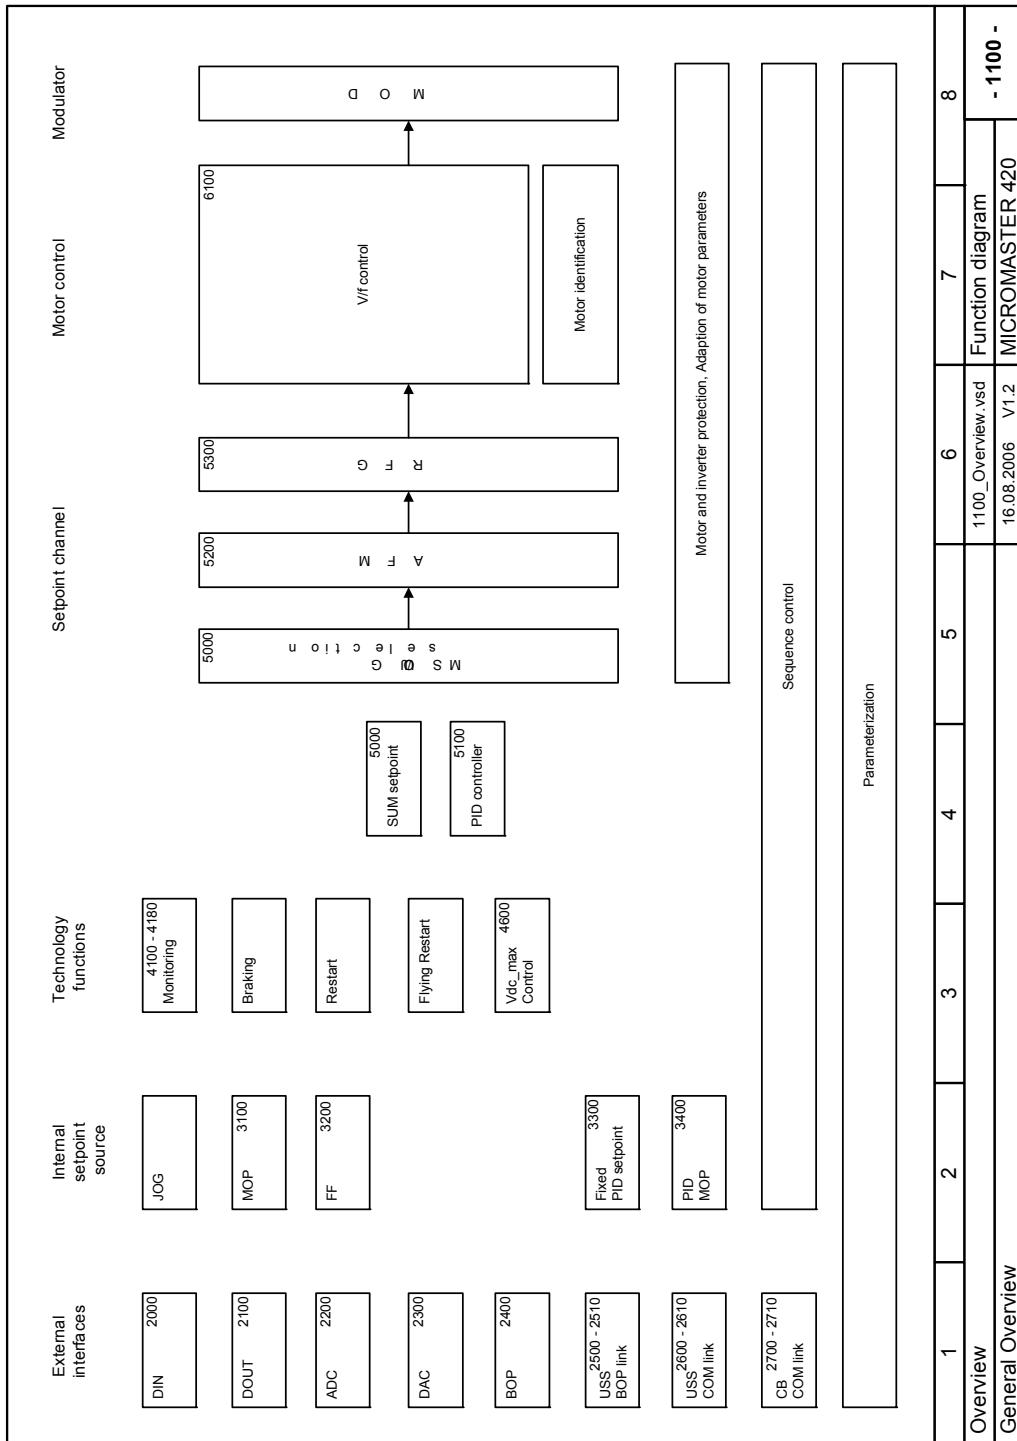 External
interfaces
Internal
setpoint
source
Technology
functions
Setpoint channel
Motor control
Modulator
DIN 2000
DOUT 2100
ADC 2200
DAC 2300
BOP 2400
2500 - 2510
USS
BOP link
2600 - 2610
USS
COM link
2700 - 2710
CB
COM link
JOG
MOP 3100
FF 3200
3300
Fixed
PID setpoint
3400
PID
MOP
4100 - 4180
Monitoring
Braking
Restart
Flying Restart
4600
Vdc_max
Control
5000
SUM setpoint
5100
PID controller
5000
selection
5200
A F M
5300
R F G
6100
V/f control
Motor identification
M O D
Motor and inverter protection, Adaption of motor parameters
Sequence control
Parameterization
1 2 3 4 5 6 7 8
Overview 1100_Overview.vsd Function diagram
General Overview 16.08.2006 V1.2 MICROMASTER 420
- 1100 -